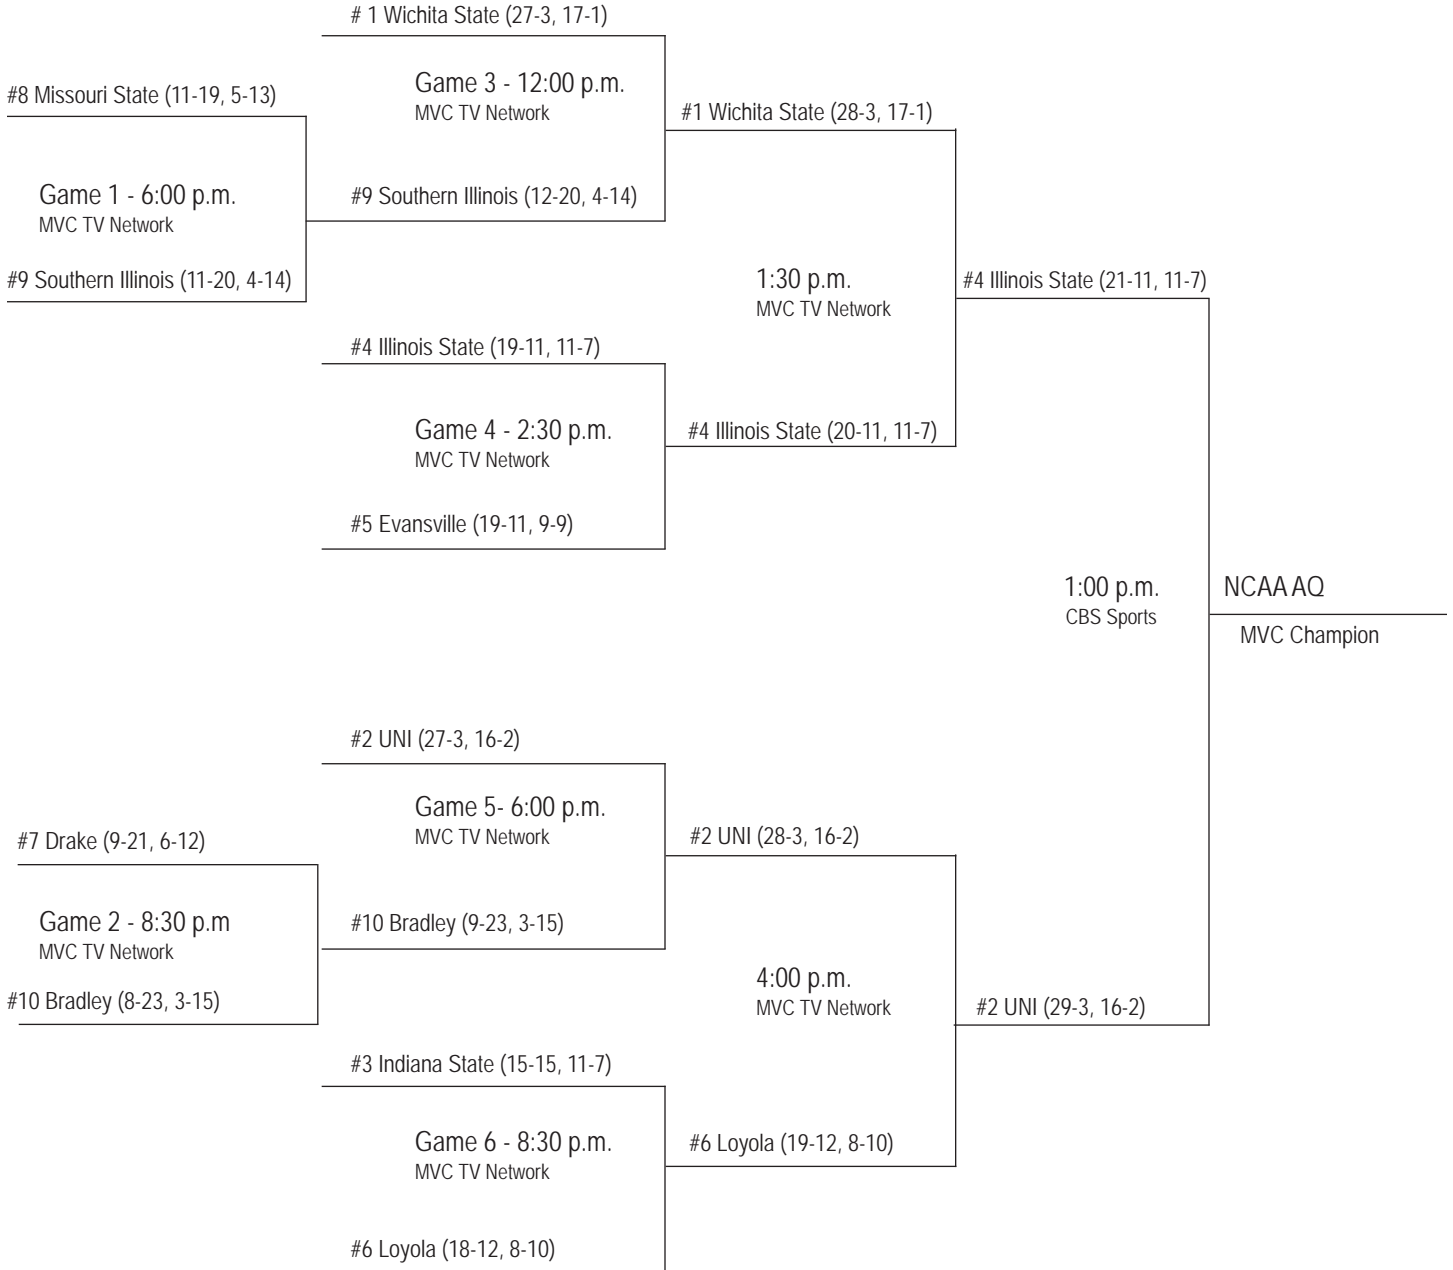 # 1 Wichita State (27-3, 17-1)
Game 3 - 12:00 p.m.
MVC TV Network
#8 Missouri State (11-19, 5-13)
#1 Wichita State (28-3, 17-1)
Game 1 - 6:00 p.m.
MVC TV Network
#9 Southern Illinois (12-20, 4-14)
#9 Southern Illinois (11-20, 4-14)
1:30 p.m.
MVC TV Network
#4 Illinois State (21-11, 11-7)
#4 Illinois State (19-11, 11-7)
Game 4 - 2:30 p.m.
MVC TV Network
#4 Illinois State (20-11, 11-7)
#5 Evansville (19-11, 9-9)
1:00 p.m.
CBS Sports
NCAA AQ
MVC Champion
#2 UNI (27-3, 16-2)
Game 5- 6:00 p.m.
MVC TV Network
#7 Drake (9-21, 6-12)
#2 UNI (28-3, 16-2)
Game 2 - 8:30 p.m
MVC TV Network
#10 Bradley (9-23, 3-15)
#10 Bradley (8-23, 3-15)
4:00 p.m.
MVC TV Network
#2 UNI (29-3, 16-2)
#3 Indiana State (15-15, 11-7)
Game 6 - 8:30 p.m.
MVC TV Network
#6 Loyola (19-12, 8-10)
#6 Loyola (18-12, 8-10)